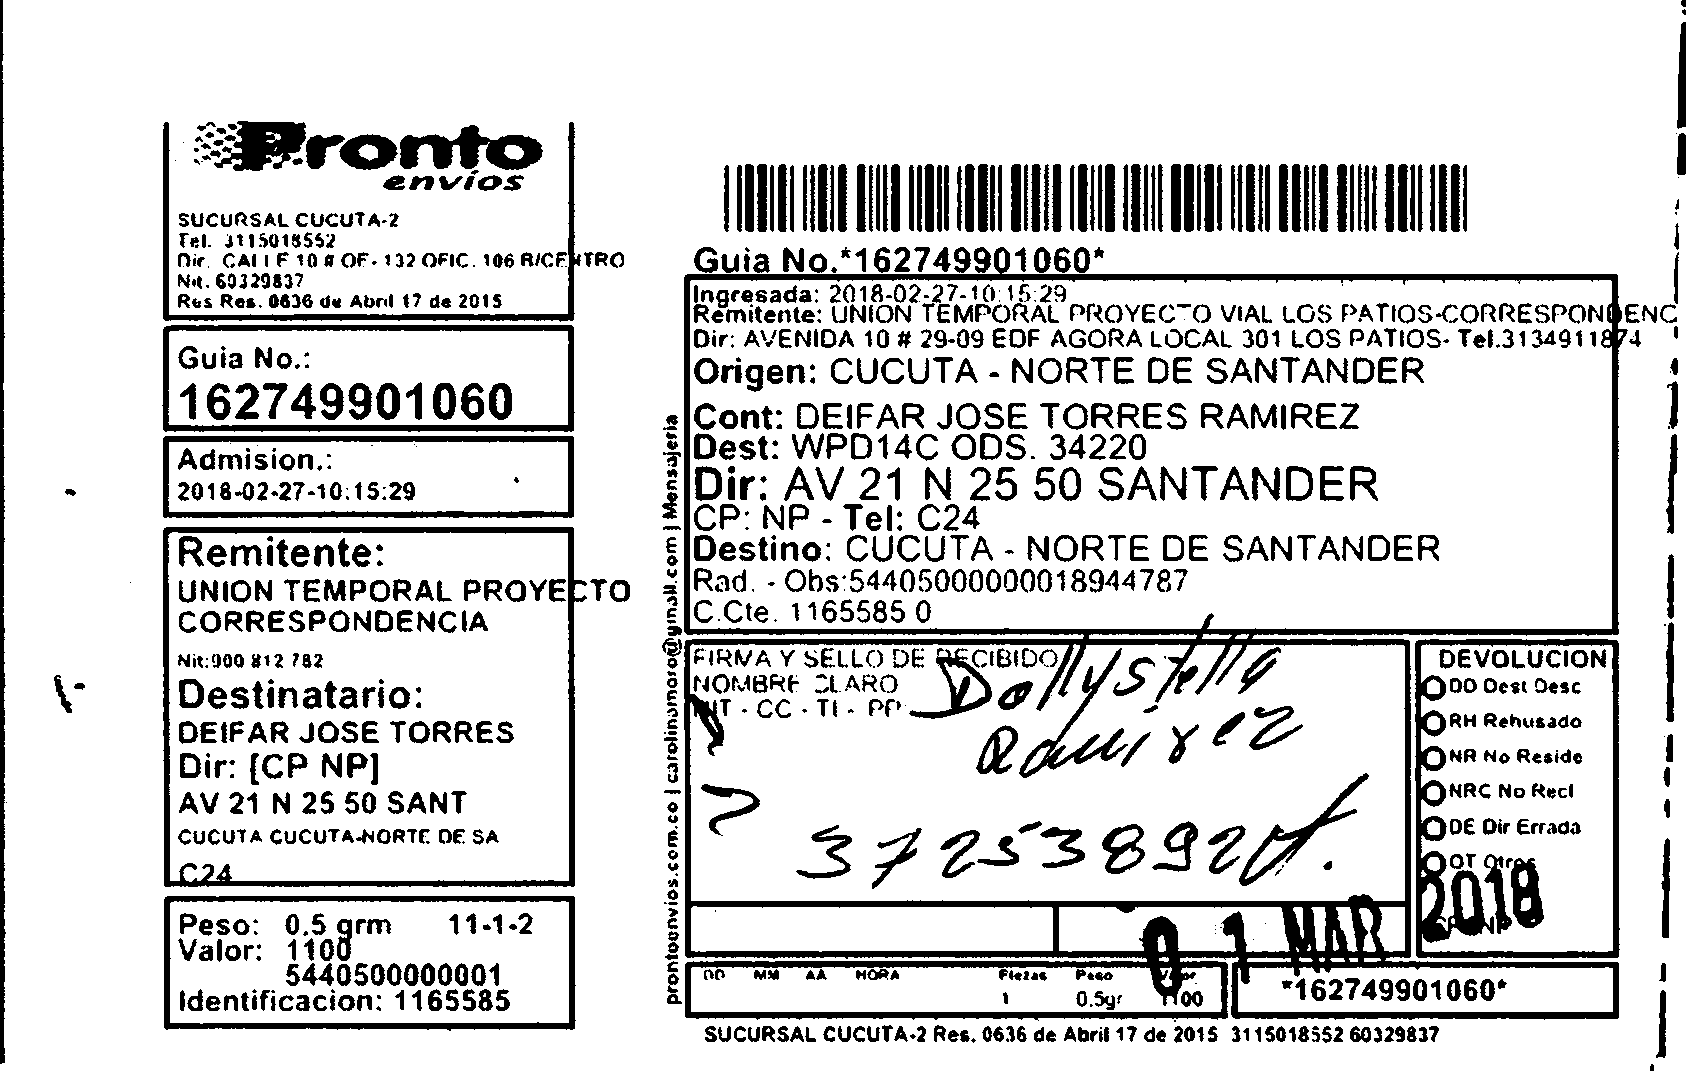 Pronto
envíos
SUCURSAL CUCUTA-2
Tel. 3115018552
Dir. CALLE 10 # OF- 132 OFIC. 106 B/CENTRO
Nit. 60329837
Res Res. 0636 de Abril 17 de 2015
Guia No.:
162749901060
Admision.:
2018-02-27-10:15:29
Remitente:
UNION TEMPORAL PROYECTO
CORRESPONDENCIA
Nit:900 812 782
Destinatario:
DEIFAR JOSE TORRES
Dir: [CP NP]
AV 21 N 25 50 SANT
CUCUTA CUCUTA-NORTE DE SA
C24
Peso: 0.5 grm 11-1-2
Valor: 1100
5440500000001
Identificacion: 1165585
prontoenvios.com.co | carolinamoro@gmail.com | Mensajeria
Guia No.*162749901060*
Ingresada: 2018-02-27-10:15:29
Remitente: UNION TEMPORAL PROYECTO VIAL LOS PATIOS-CORRESPONDENC
Dir: AVENIDA 10 # 29-09 EDF AGORA LOCAL 301 LOS PATIOS- Tel.3134911874
Origen: CUCUTA - NORTE DE SANTANDER
Cont: DEIFAR JOSE TORRES RAMIREZ
Dest: WPD14C ODS. 34220
Dir: AV 21 N 25 50 SANTANDER
CP: NP - Tel: C24
Destino: CUCUTA - NORTE DE SANTANDER
Rad. - Obs:54405000000018944787
C.Cte. 1165585 0
FIRMA Y SELLO DE RECIBIDO
NOMBRE CLARO
NIT - CC - TI - PP
Dollystella
Ramirez
DEVOLUCION
DD Dest Desc
RH Rehusado
NR No Reside
NRC No Recl
DE Dir Errada
OT Otros
01 MAR 2018
DD MM AA HORA Piezas Peso Valor
1 0.5gr 1100
*162749901060*
SUCURSAL CUCUTA-2 Res. 0636 de Abril 17 de 2015 3115018552 60329837